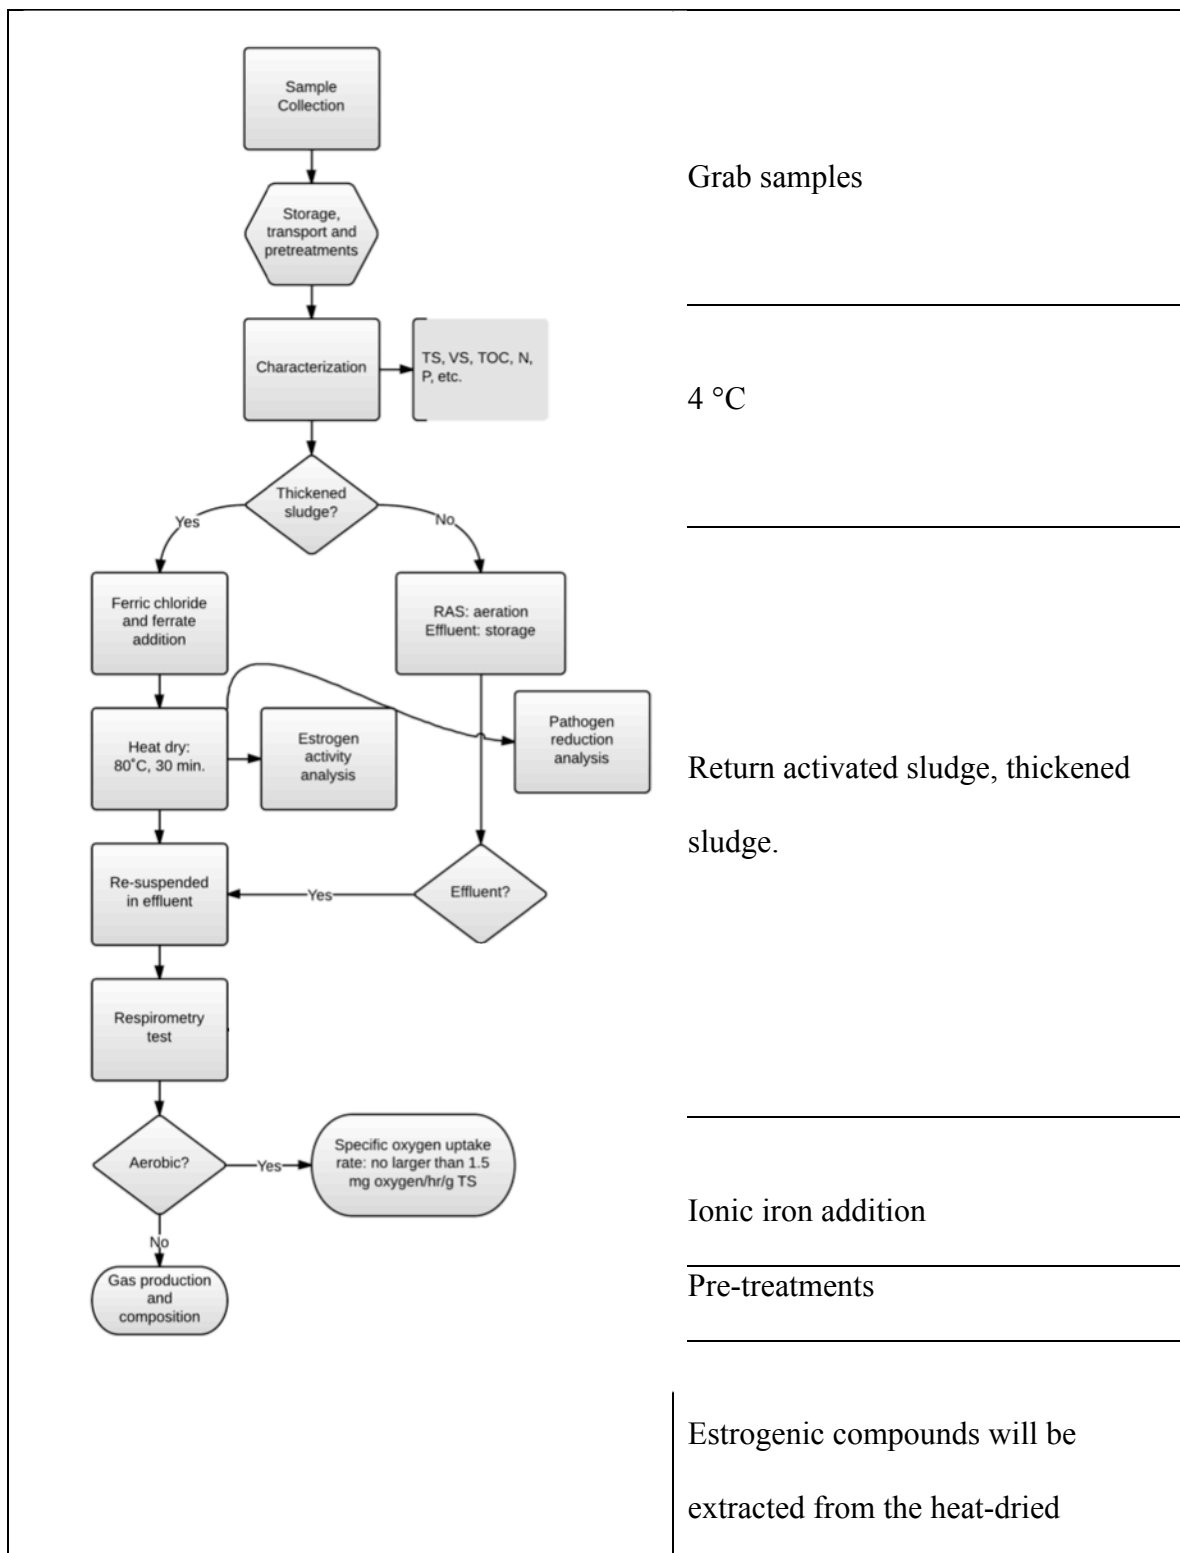 Sample
Collection
Grab samples
Storage,
transport and
pretreatments
Characterization
TS, VS, TOC, N,
P, etc.
4 °C
Thickened
sludge?
Yes
No
Ferric chloride
and ferrate
addition
RAS: aeration
Effluent: storage
Heat dry:
80˚C, 30 min.
Estrogen
activity
analysis
Pathogen
reduction
analysis
Return activated sludge, thickened
sludge.
Re-suspended
in effluent
Yes
Effluent?
Respirometry
test
Aerobic?
Yes
Specific oxygen uptake
rate: no larger than 1.5
mg oxygen/hr/g TS
No
Gas production
and
composition
Ionic iron addition
Pre-treatments
Estrogenic compounds will be
extracted from the heat-dried